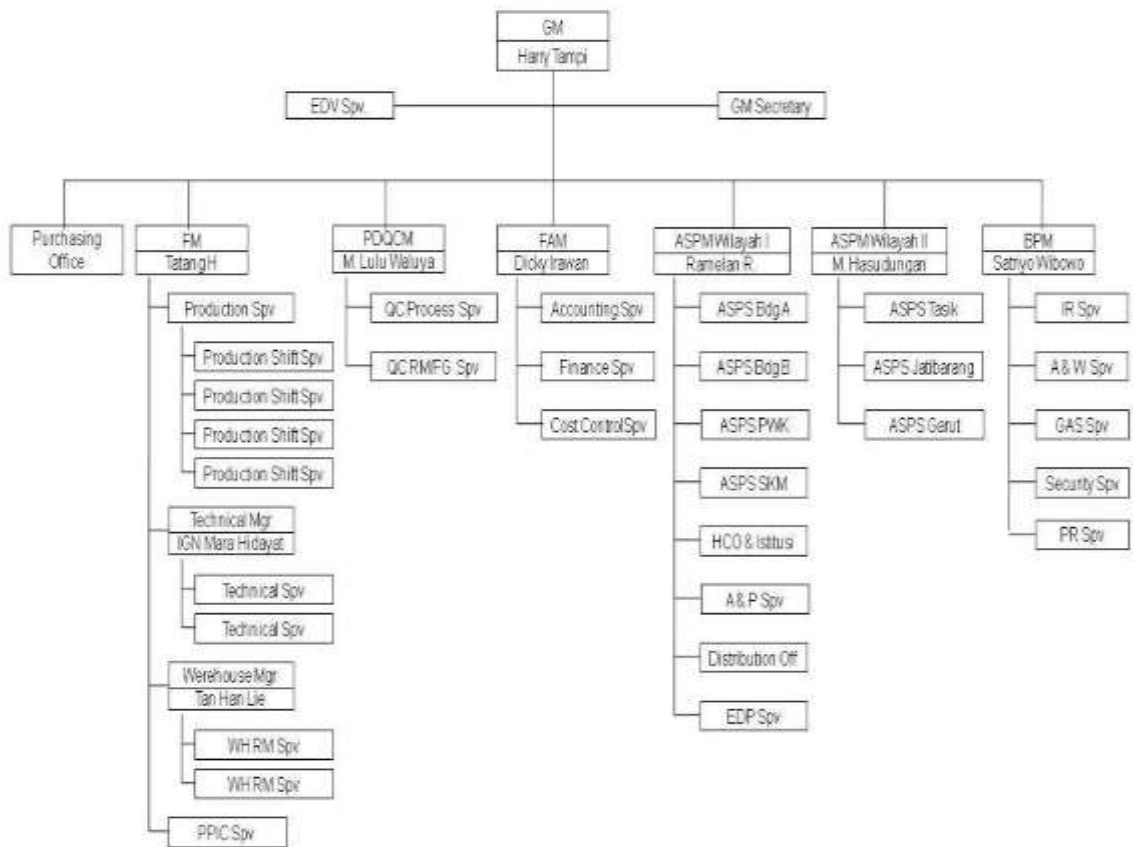 GM
Harry Tampi
EDV Spv.
GM Secretary
Purchasing
Office
FM
Tatang H
PDQCM
M. Lulu Waluya
FAM
Dicky Irawan
ASPM Wilayah I
Ramelan R.
ASPM Wilayah II
M. Hasudungan
BPM
Satriyo Wibowo
Production Spv
Production Shift Spv
Production Shift Spv
Production Shift Spv
Production Shift Spv
Technical Mgr
IGN Mara Hidayat
Technical Spv
Technical Spv
Werehouse Mgr
Tan Han Lie
WH RM Spv
WH RM Spv
PPIC Spv
QC Process Spv
QC RM/FG Spv
Accounting Spv
Finance Spv
Cost Control Spv
ASPS Bdg A
ASPS Bdg B
ASPS PWK
ASPS SKM
HCO & Istitusi
A & P Spv
Distribution Off
EDP Spv
ASPS Tasik
ASPS Jatibarang
ASPS Garut
IR Spv
A & W Spv
GAS Spv
Security Spv
PR Spv